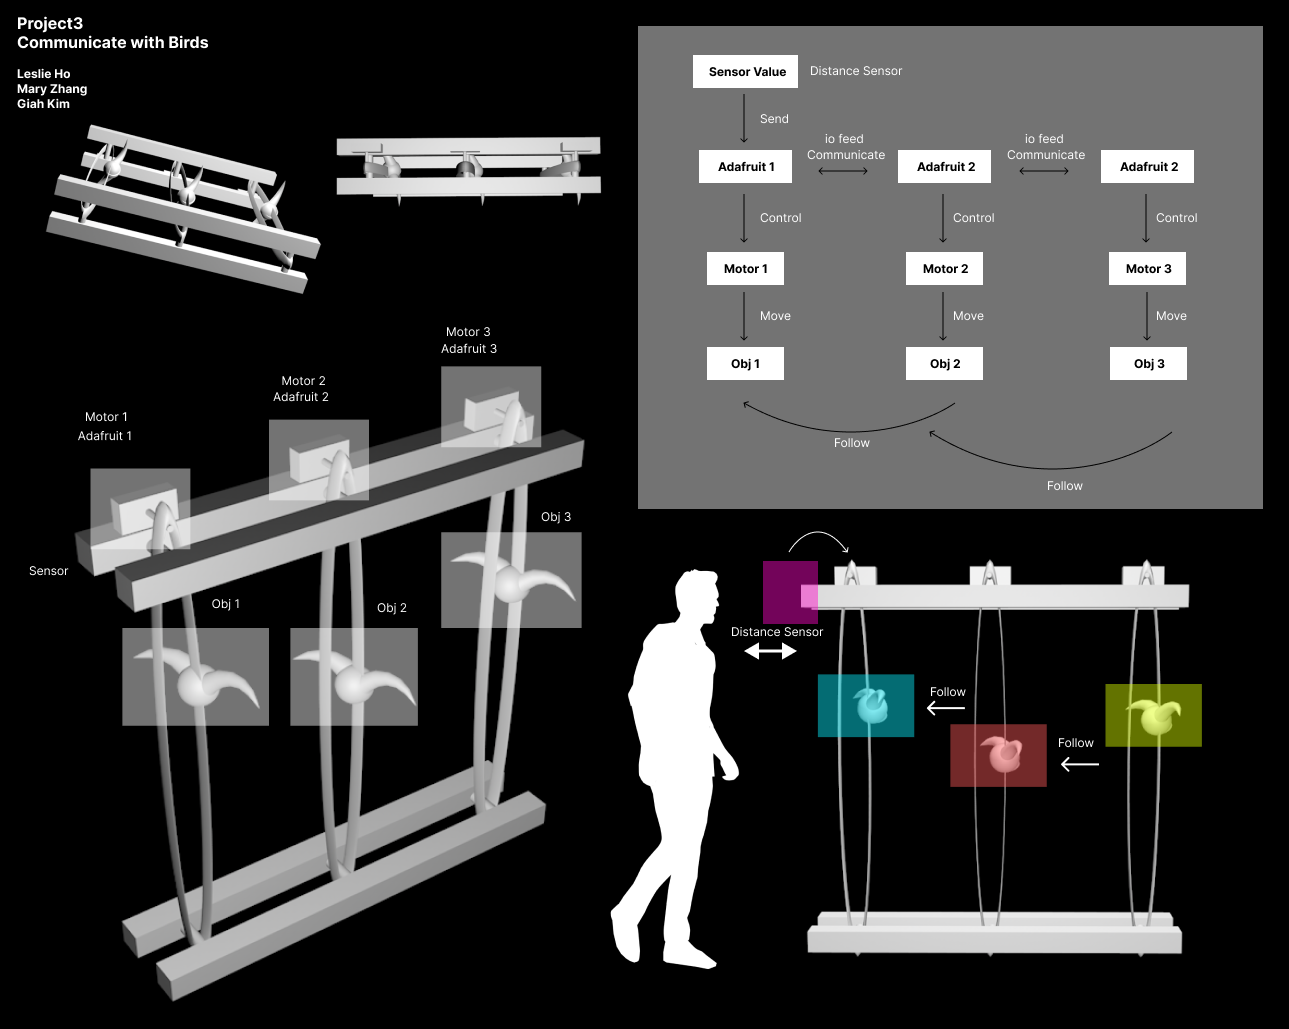 Project3
Communicate with Birds
Leslie Ho
Mary Zhang
Giah Kim
Sensor Value
Distance Sensor
Send
io feed
Communicate
io feed
Communicate
Adafruit 1
Adafruit 2
Adafruit 2
Control
Control
Control
Motor 1
Motor 2
Motor 3
Move
Move
Move
Obj 1
Obj 2
Obj 3
Follow
Follow
Motor 3
Adafruit 3
Motor 2
Adafruit 2
Motor 1
Adafruit 1
Obj 3
Sensor
Obj 1
Obj 2
Distance Sensor
Follow
Follow